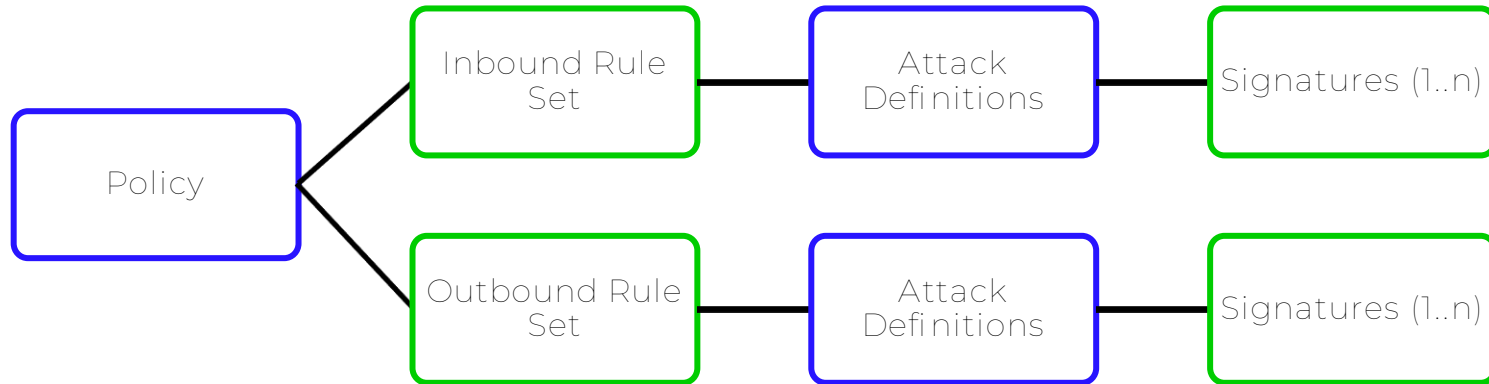 Inbound Rule
Set
Attack
Definitions
Signatures (1..n)
Policy
Outbound Rule
Set
Attack
Definitions
Signatures (1..n)